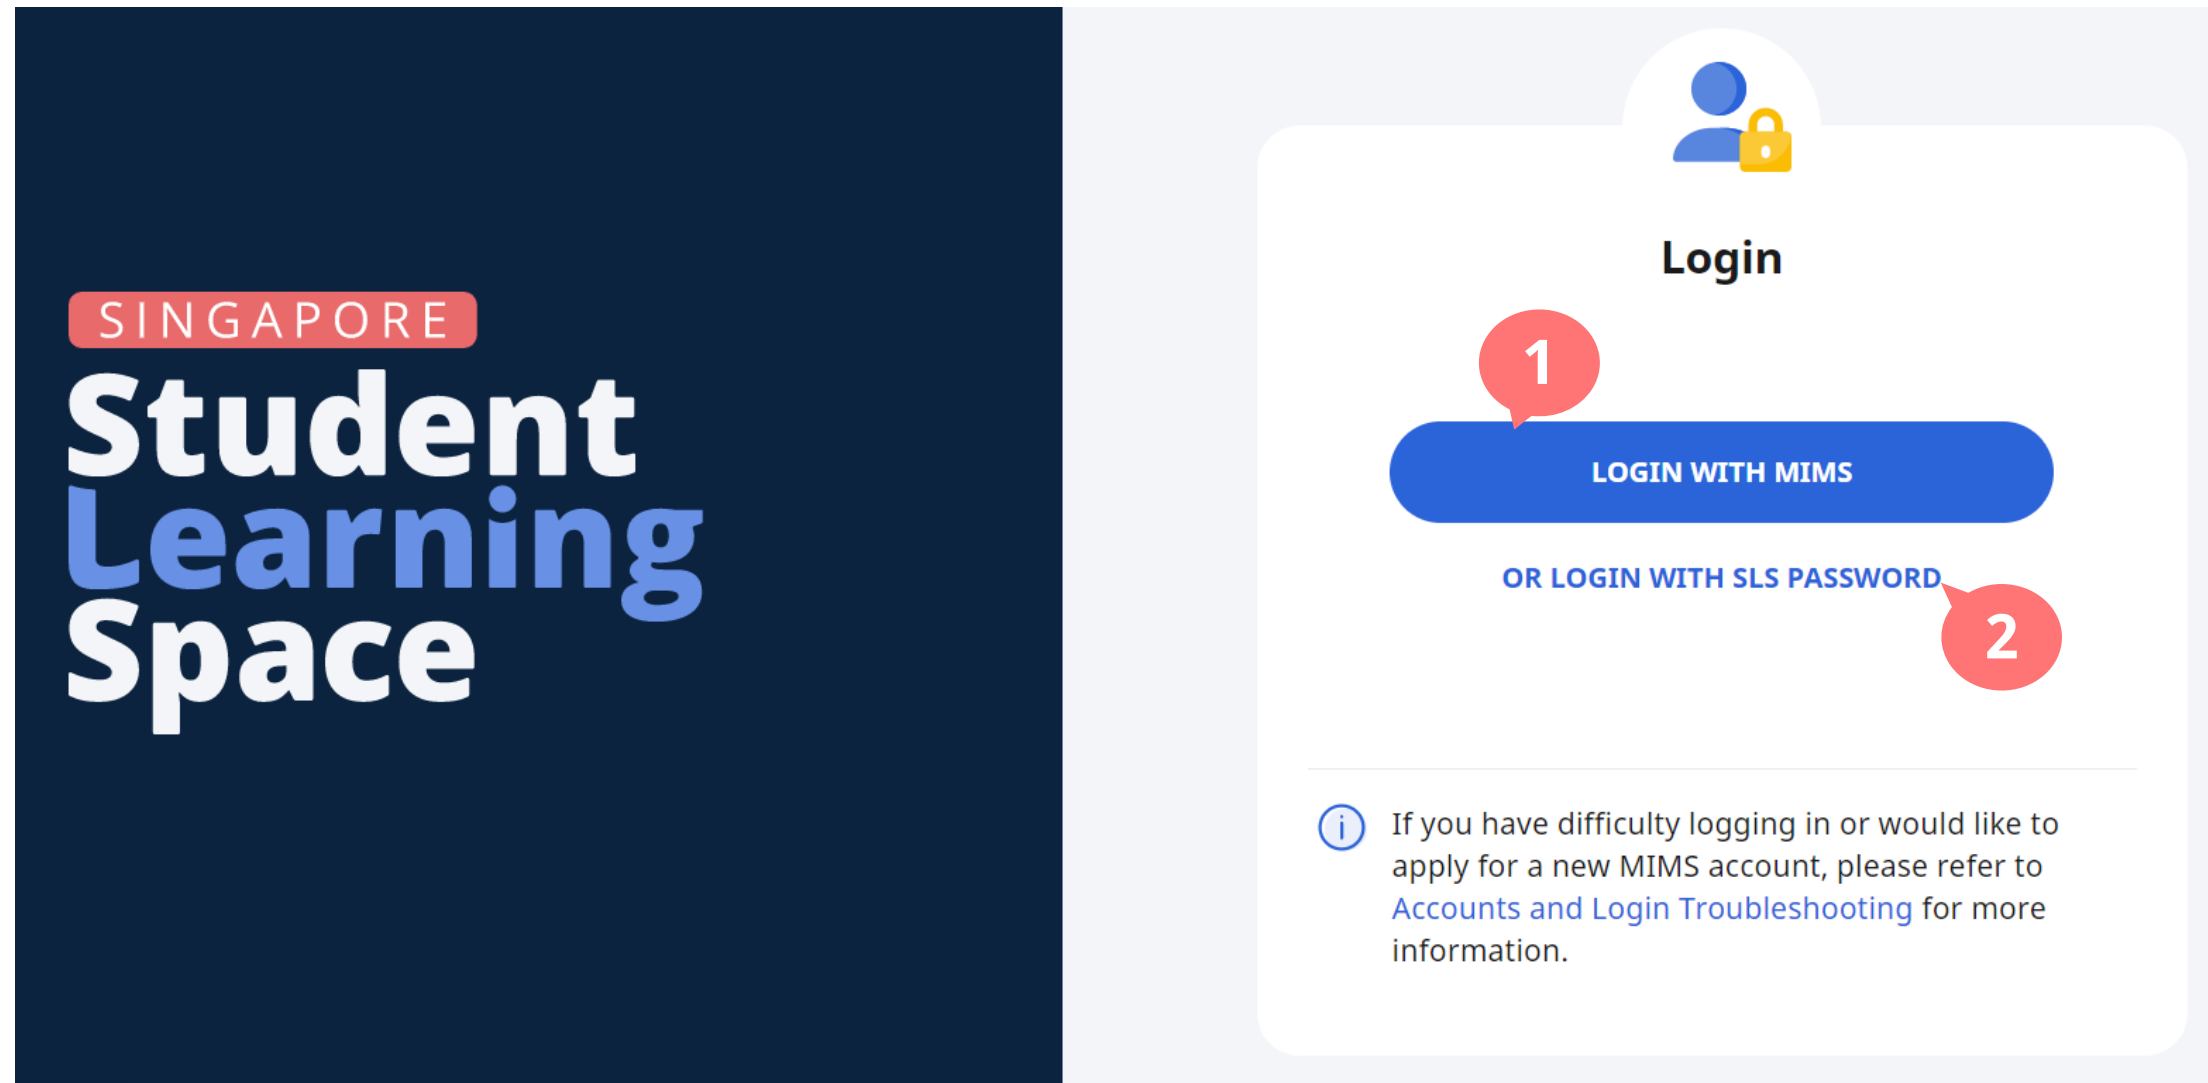 SINGAPORE
Student
Learning
Space
Login
1
LOGIN WITH MIMS
OR LOGIN WITH SLS PASSWORD
2
i
If you have difficulty logging in or would like to
apply for a new MIMS account, please refer to
Accounts and Login Troubleshooting for more
information.